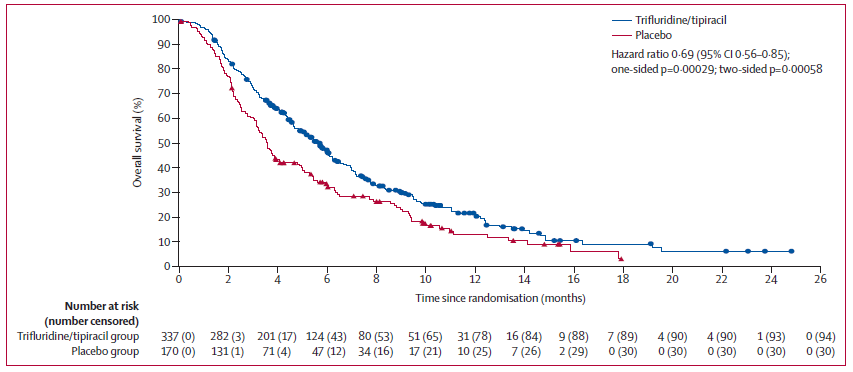 Trifluridine/tipiracil
Placebo
Hazard ratio 0·69 (95% CI 0·56–0·85);
one-sided p=0·00029; two-sided p=0·00058
Overall survival (%)
100
90
80
70
60
50
40
30
20
10
0
0 2 4 6 8 10 12 14 16 18 20 22 24 26
Time since randomisation (months)
Number at risk
(number censored)
Trifluridine/tipiracil group 337 (0) 282 (3) 201 (17) 124 (43) 80 (53) 51 (65) 31 (78) 16 (84) 9 (88) 7 (89) 4 (90) 4 (90) 1 (93) 0 (94)
Placebo group 170 (0) 131 (1) 71 (4) 47 (12) 34 (16) 17 (21) 10 (25) 7 (26) 2 (29) 0 (30) 0 (30) 0 (30) 0 (30) 0 (30)